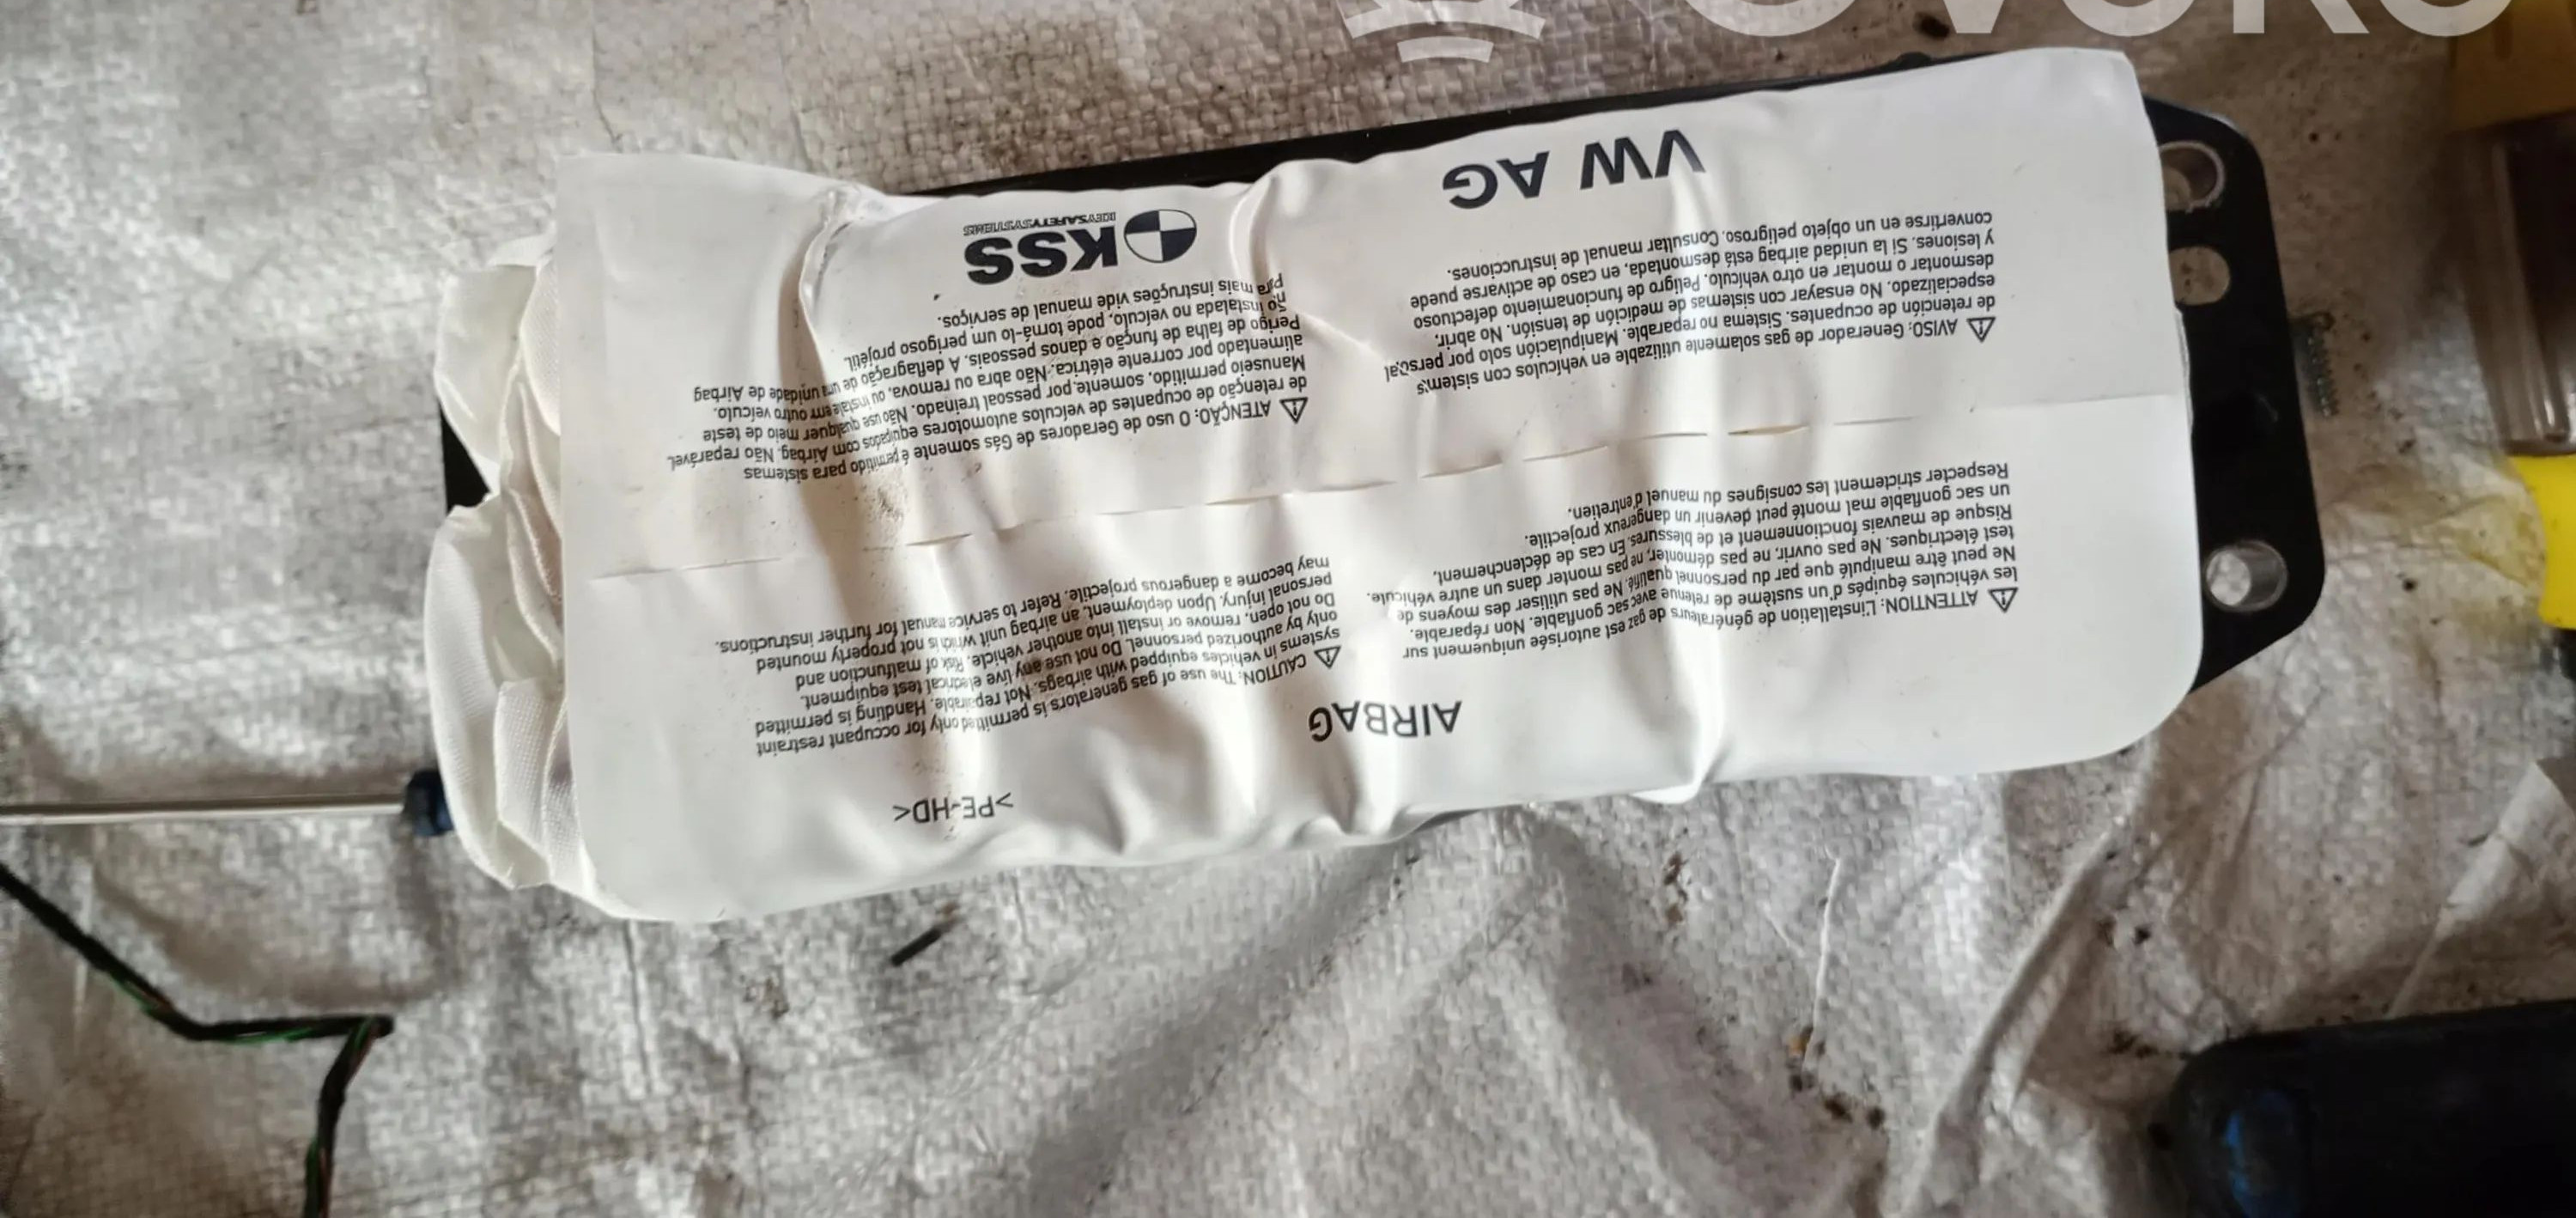 >PE-HD<
AIRBAG
⚠ CAUTION: The use of gas generators is permitted only for occupant restraint
systems in vehicles equipped with airbags. Not repairable. Handling is permitted
only by authorized personnel. Do not use any live electrical test equipment.
Do not open, remove or install into another vehicle. Risk of malfunction and
personal injury. Upon deployment, an airbag unit which is not properly mounted
may become a dangerous projectile. Refer to service manual for further instructions.
⚠ ATTENTION: L'installation de générateurs de gaz est autorisée uniquement sur
les véhicules équipés d'un système de retenue avec sac gonflable. Non réparable.
Ne peut être manipulé que par du personnel qualifié. Ne pas utiliser des moyens de
test électriques. Ne pas ouvrir, ne pas démonter, ne pas monter dans un autre véhicule.
Risque de mauvais fonctionnement et de blessures. En cas de déclenchement,
un sac gonflable mal monté peut devenir un dangereux projectile.
Respecter strictement les consignes du manuel d'entretien.
⚠ ATENÇÃO: O uso de Geradores de Gás somente é permitido para sistemas
de retenção de ocupantes de veículos automotores equipados com Airbag. Não reparável.
Manuseio permitido, somente, por pessoal treinado. Não use qualquer meio de teste
alimentado por corrente elétrica. Não abra ou remova, ou instale em outro veículo.
Perigo de falha de função e danos pessoais. A deflagração de uma unidade de Airbag
não instalada no veículo, pode torná-lo um perigoso projétil.
Para mais instruções vide manual de serviços.
⚠ AVISO: Generador de gas solamente utilizable en vehículos con sistema
de retención de ocupantes. Sistema no reparable. Manipulación solo por personal
especializado. No ensayar con sistemas de medición de tensión. No abrir,
desmontar o montar en otro vehículo. Peligro de funcionamiento defectuoso
y lesiones. Si la unidad airbag está desmontada, en caso de activarse puede
convertirse en un objeto peligroso. Consultar manual de instrucciones.
KSS
KEY SAFETY SYSTEMS
VW AG